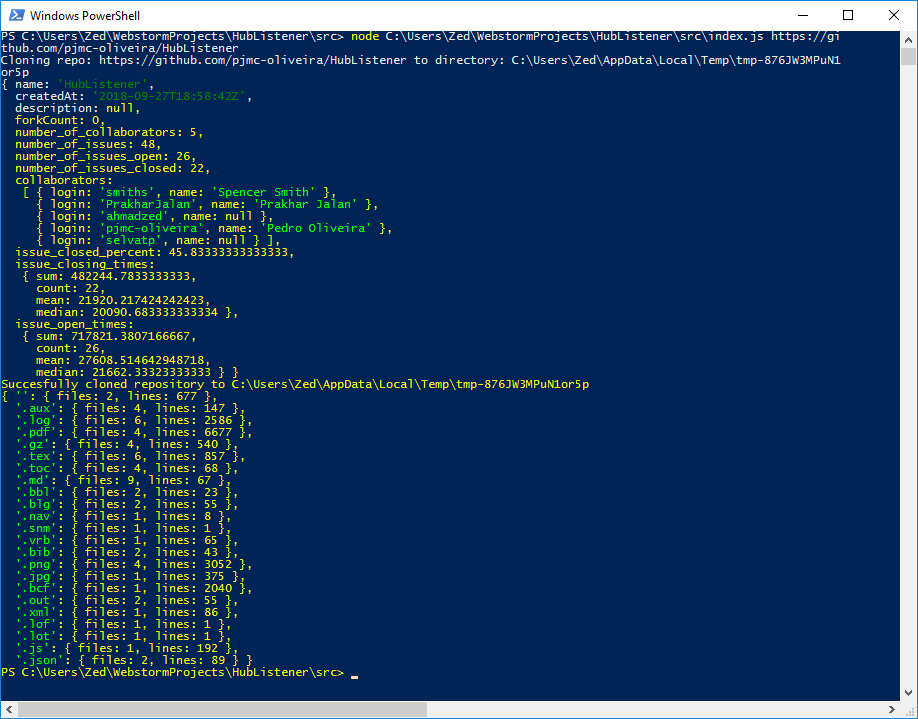 Windows PowerShell
PS C:\Users\Zed\WebstormProjects\HubListener\src> node C:\Users\Zed\WebstormProjects\HubListener\src\index.js https://gi
thub.com/pjmc-oliveira/HubListener
Cloning repo: https://github.com/pjmc-oliveira/HubListener to directory: C:\Users\Zed\AppData\Local\Temp\tmp-876JW3MPuN1
or5p
{ name: 'HubListener',
  createdAt: '2018-09-27T18:58:42Z',
  description: null,
  forkCount: 0,
  number_of_collaborators: 5,
  number_of_issues: 48,
  number_of_issues_open: 26,
  number_of_issues_closed: 22,
  collaborators:
   [ { login: 'smiths', name: 'Spencer Smith' },
     { login: 'PrakharJalan', name: 'Prakhar Jalan' },
     { login: 'ahmadzed', name: null },
     { login: 'pjmc-oliveira', name: 'Pedro Oliveira' },
     { login: 'selvatp', name: null } ],
  issue_closed_percent: 45.83333333333333,
  issue_closing_times:
   { sum: 482244.7833333333,
     count: 22,
     mean: 21920.217424242423,
     median: 20090.683333333334 },
  issue_open_times:
   { sum: 717821.3807166667,
     count: 26,
     mean: 27608.514642948718,
     median: 21662.33323333333 } }
Succesfully cloned repository to C:\Users\Zed\AppData\Local\Temp\tmp-876JW3MPuN1or5p
{ '': { files: 2, lines: 677 },
  '.aux': { files: 4, lines: 147 },
  '.log': { files: 6, lines: 2586 },
  '.pdf': { files: 4, lines: 6677 },
  '.gz': { files: 4, lines: 540 },
  '.tex': { files: 6, lines: 857 },
  '.toc': { files: 4, lines: 68 },
  '.md': { files: 9, lines: 67 },
  '.bbl': { files: 2, lines: 23 },
  '.blg': { files: 2, lines: 55 },
  '.nav': { files: 1, lines: 8 },
  '.snm': { files: 1, lines: 1 },
  '.vrb': { files: 1, lines: 65 },
  '.bib': { files: 2, lines: 43 },
  '.png': { files: 4, lines: 3052 },
  '.jpg': { files: 1, lines: 375 },
  '.bcf': { files: 1, lines: 2040 },
  '.out': { files: 2, lines: 55 },
  '.xml': { files: 1, lines: 86 },
  '.lof': { files: 1, lines: 1 },
  '.lot': { files: 1, lines: 1 },
  '.js': { files: 1, lines: 192 },
  '.json': { files: 2, lines: 89 } }
PS C:\Users\Zed\WebstormProjects\HubListener\src>